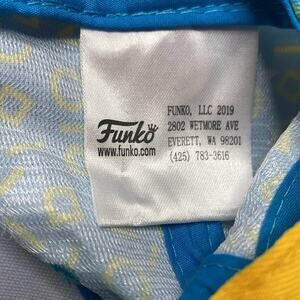 FUNKO, LLC 2019
2802 WETMORE AVE
EVERETT, WA 98201
(425) 783-3616
Funko
www.funko.com